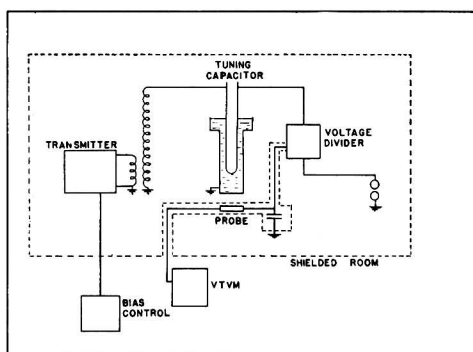 TUNING
CAPACITOR
TRANSMITTER
VOLTAGE
DIVIDER
PROBE
SHIELDED ROOM
VTVM
BIAS
CONTROL